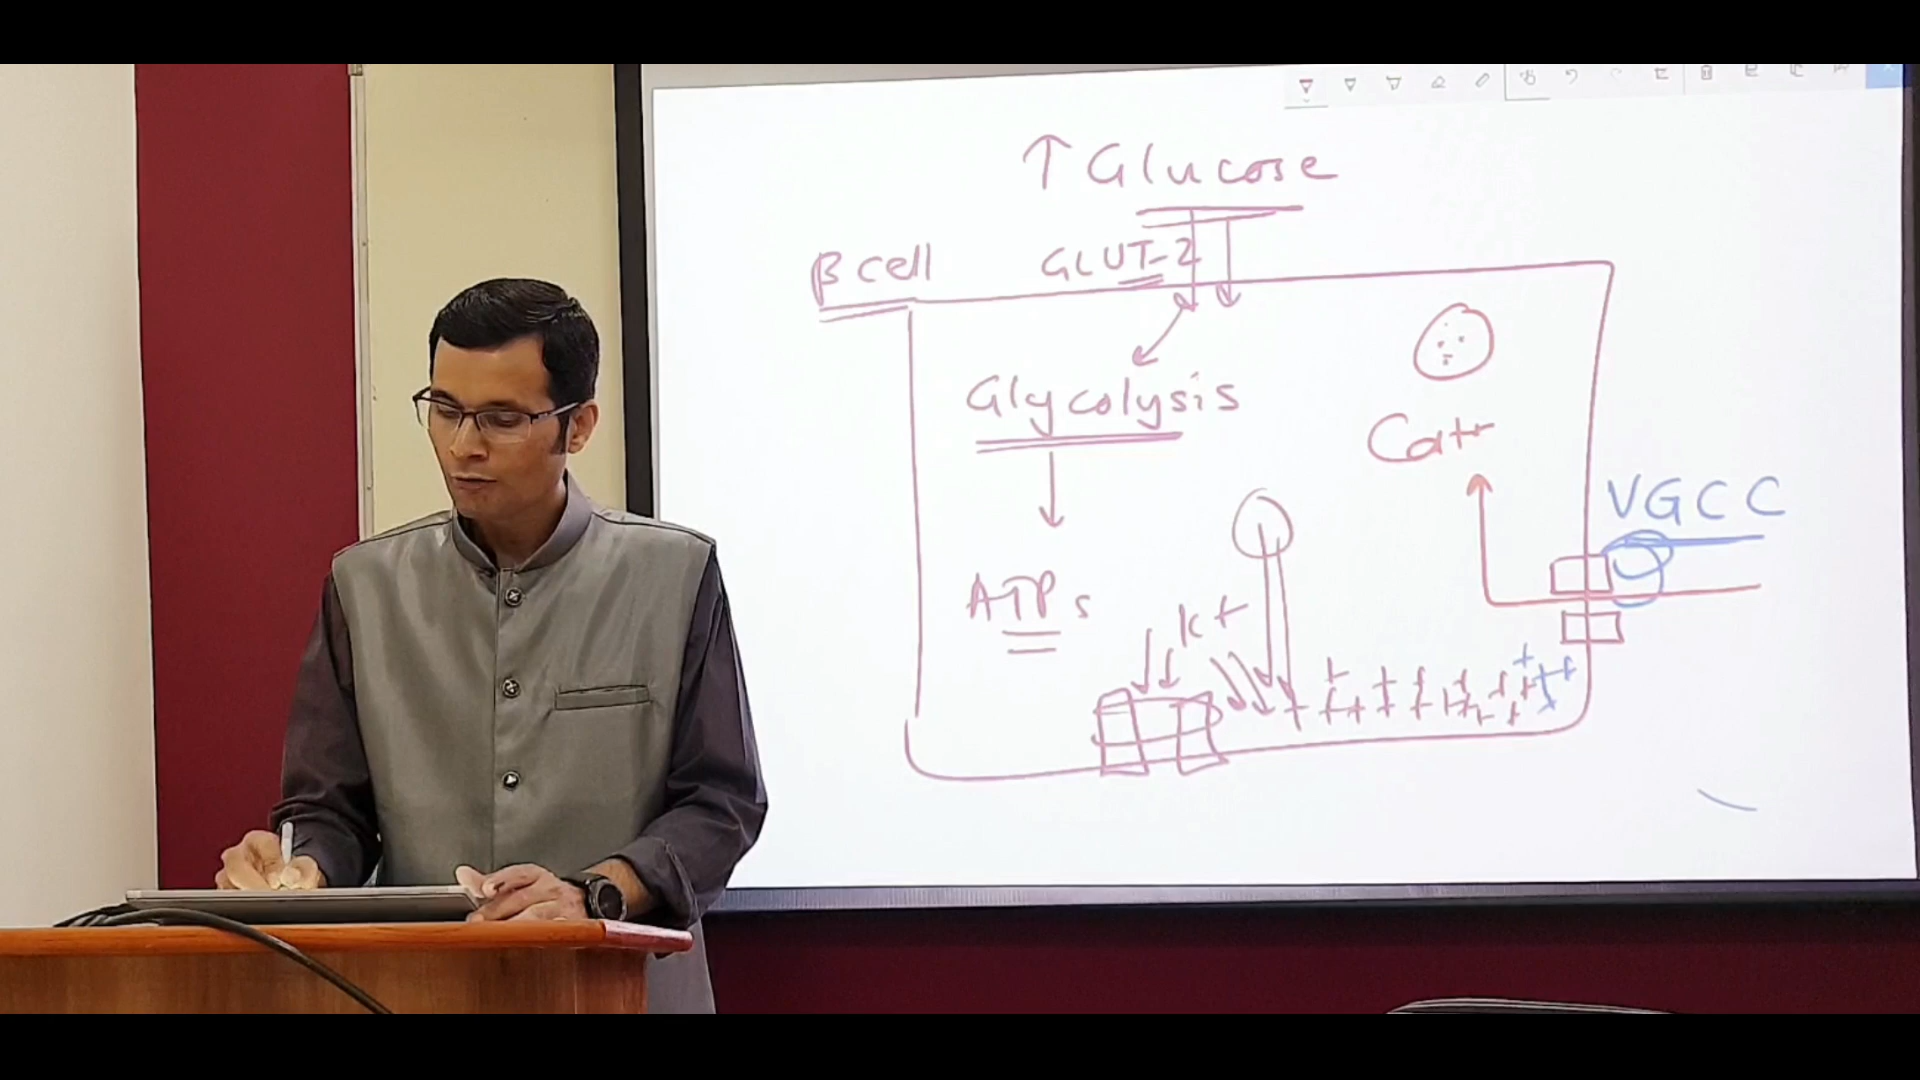 ↑ Glucose
β cell
GLUT-2
Glycolysis
Ca++
VGCC
ATPs
K+
+ + + + + + + + + + + + + + +